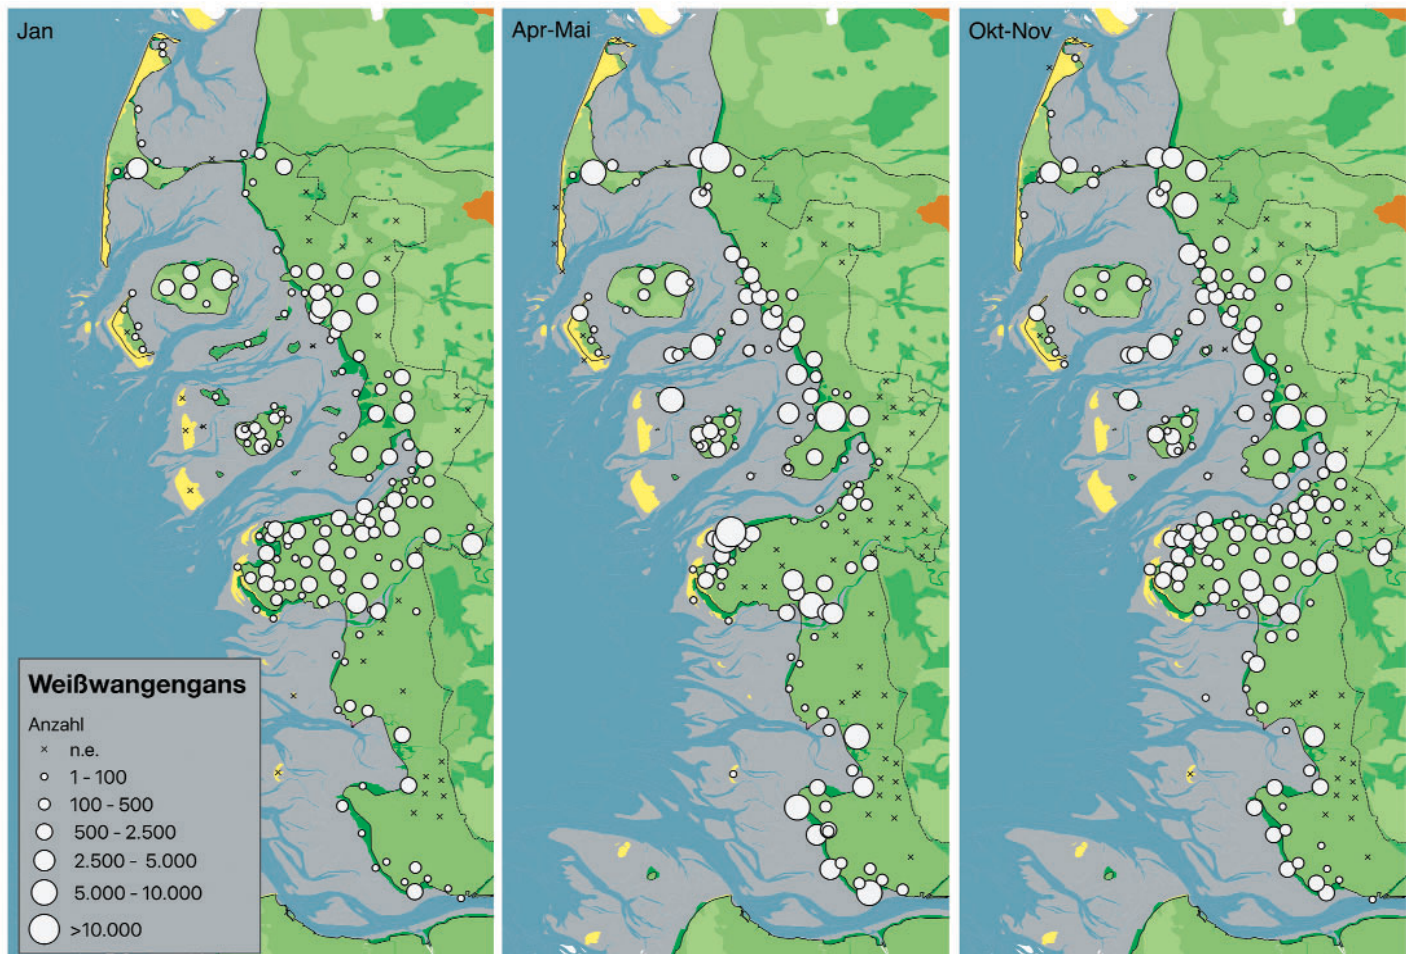 Jan
Apr-Mai
Okt-Nov
Weißwangengans
Anzahl
n.e.
1 - 100
100 - 500
500 - 2.500
2.500 - 5.000
5.000 - 10.000
>10.000